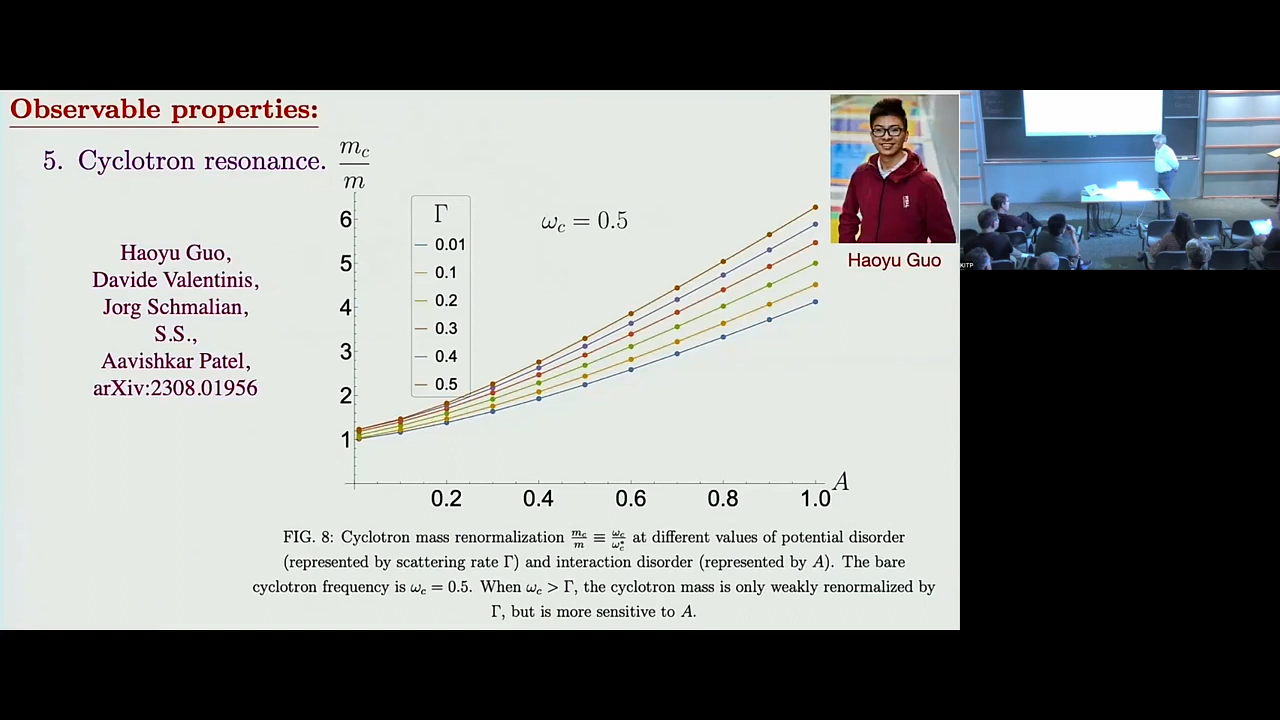 Observable properties:
5. Cyclotron resonance.
Haoyu Guo,
Davide Valentinis,
Jorg Schmalian,
S.S.,
Aavishkar Patel,
arXiv:2308.01956
m_c/m
Γ
0.01
0.1
0.2
0.3
0.4
0.5
ω_c = 0.5
6
5
4
3
2
1
0.2 0.4 0.6 0.8 1.0
A
FIG. 8: Cyclotron mass renormalization m_c/m ≡ ω_c/ω_c^* at different values of potential disorder
(represented by scattering rate Γ) and interaction disorder (represented by A). The bare
cyclotron frequency is ω_c = 0.5. When ω_c > Γ, the cyclotron mass is only weakly renormalized by
Γ, but is more sensitive to A.
Haoyu Guo
KITP